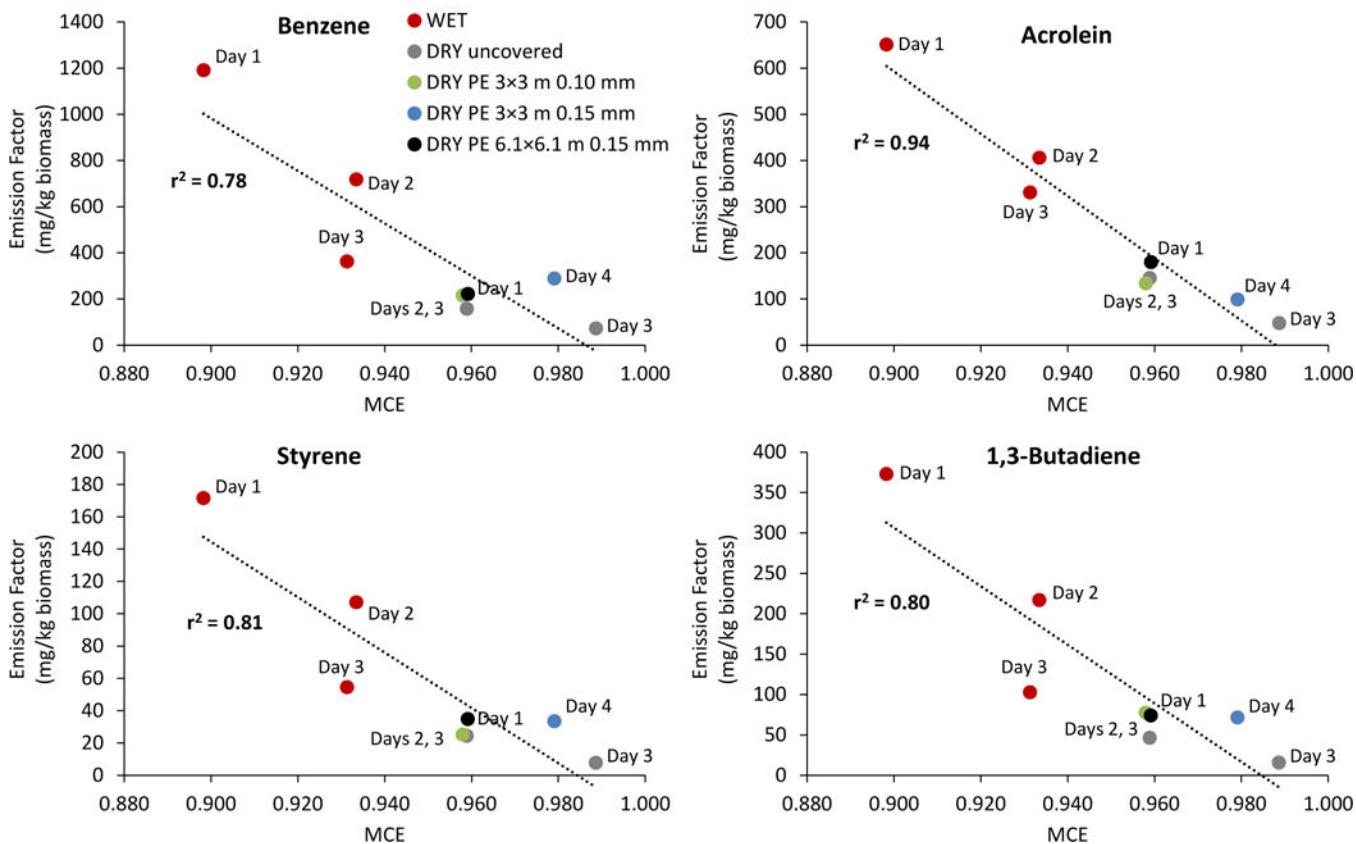 Benzene
WET
DRY uncovered
DRY PE 3×3 m 0.10 mm
DRY PE 3×3 m 0.15 mm
DRY PE 6.1×6.1 m 0.15 mm
Emission Factor
(mg/kg biomass)
1400
1200
1000
800
600
400
200
0
Day 1
r² = 0.78
Day 2
Day 3
Day 4
Day 1
Days 2, 3
Day 3
0.880 0.900 0.920 0.940 0.960 0.980 1.000
MCE
Acrolein
Emission Factor
(mg/kg biomass)
700
600
500
400
300
200
100
0
Day 1
r² = 0.94
Day 2
Day 3
Day 1
Day 4
Days 2, 3
Day 3
0.880 0.900 0.920 0.940 0.960 0.980 1.000
MCE
Styrene
Emission Factor
(mg/kg biomass)
200
180
160
140
120
100
80
60
40
20
0
Day 1
Day 2
r² = 0.81
Day 3
Day 4
Day 1
Days 2, 3
Day 3
0.880 0.900 0.920 0.940 0.960 0.980 1.000
MCE
1,3-Butadiene
Emission Factor
(mg/kg biomass)
400
350
300
250
200
150
100
50
0
Day 1
r² = 0.80
Day 2
Day 3
Day 1
Day 4
Days 2, 3
Day 3
0.880 0.900 0.920 0.940 0.960 0.980 1.000
MCE